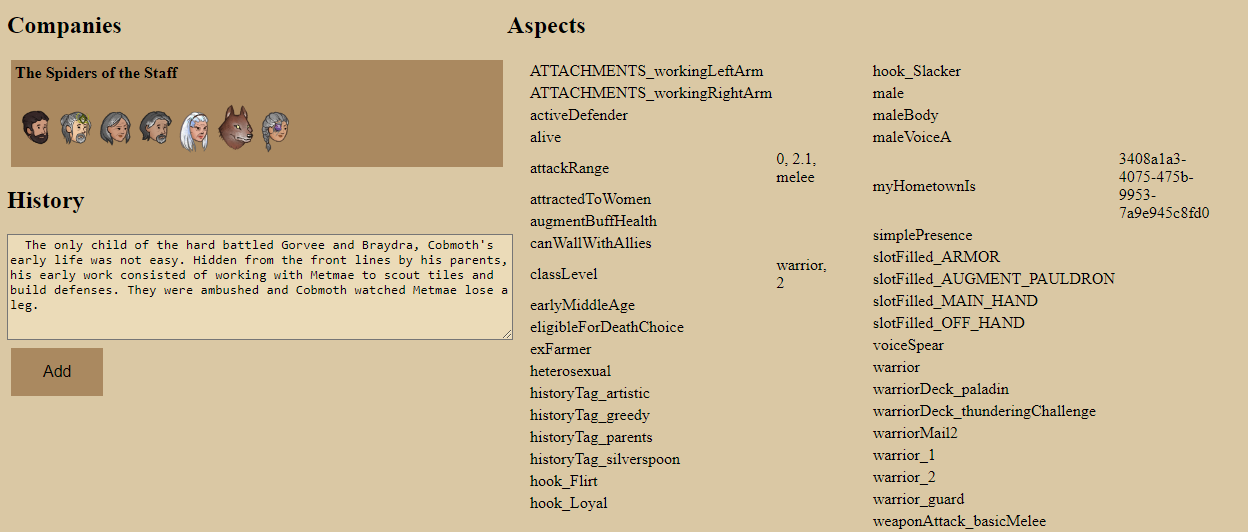 Companies
The Spiders of the Staff
History
The only child of the hard battled Gorvee and Braydra, Cobmoth's
early life was not easy. Hidden from the front lines by his parents,
his early work consisted of working with Metmae to scout tiles and
build defenses. They were ambushed and Cobmoth watched Metmae lose a
leg.
Add
Aspects
ATTACHMENTS_workingLeftArm
ATTACHMENTS_workingRightArm
activeDefender
alive
attackRange
0, 2.1,
melee
attractedToWomen
augmentBuffHealth
canWallWithAllies
classLevel
warrior,
2
earlyMiddleAge
eligibleForDeathChoice
exFarmer
heterosexual
historyTag_artistic
historyTag_greedy
historyTag_parents
historyTag_silverspoon
hook_Flirt
hook_Loyal
hook_Slacker
male
maleBody
maleVoiceA
myHometownIs
3408a1a3-
4075-475b-
9953-
7a9e945c8fd0
simplePresence
slotFilled_ARMOR
slotFilled_AUGMENT_PAULDRON
slotFilled_MAIN_HAND
slotFilled_OFF_HAND
voiceSpear
warrior
warriorDeck_paladin
warriorDeck_thunderingChallenge
warriorMail2
warrior_1
warrior_2
warrior_guard
weaponAttack_basicMelee